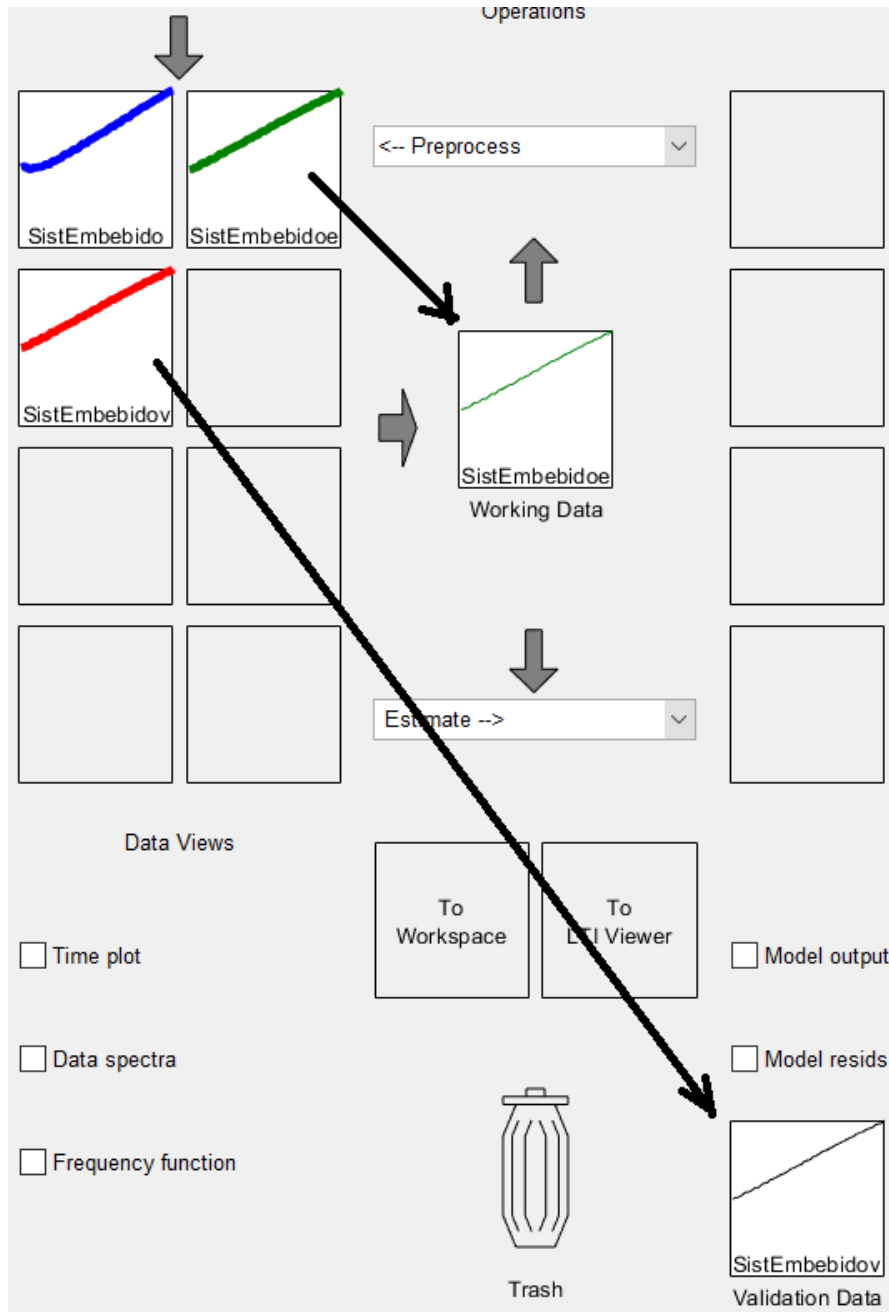 Operations
<-- Preprocess
SistEmbebido
SistEmbebidoe
SistEmbebidov
SistEmbebidoe
Working Data
Estimate -->
Data Views
To
Workspace
To
LTI Viewer
Time plot
Model output
Data spectra
Model resids
Frequency function
Trash
SistEmbebidov
Validation Data